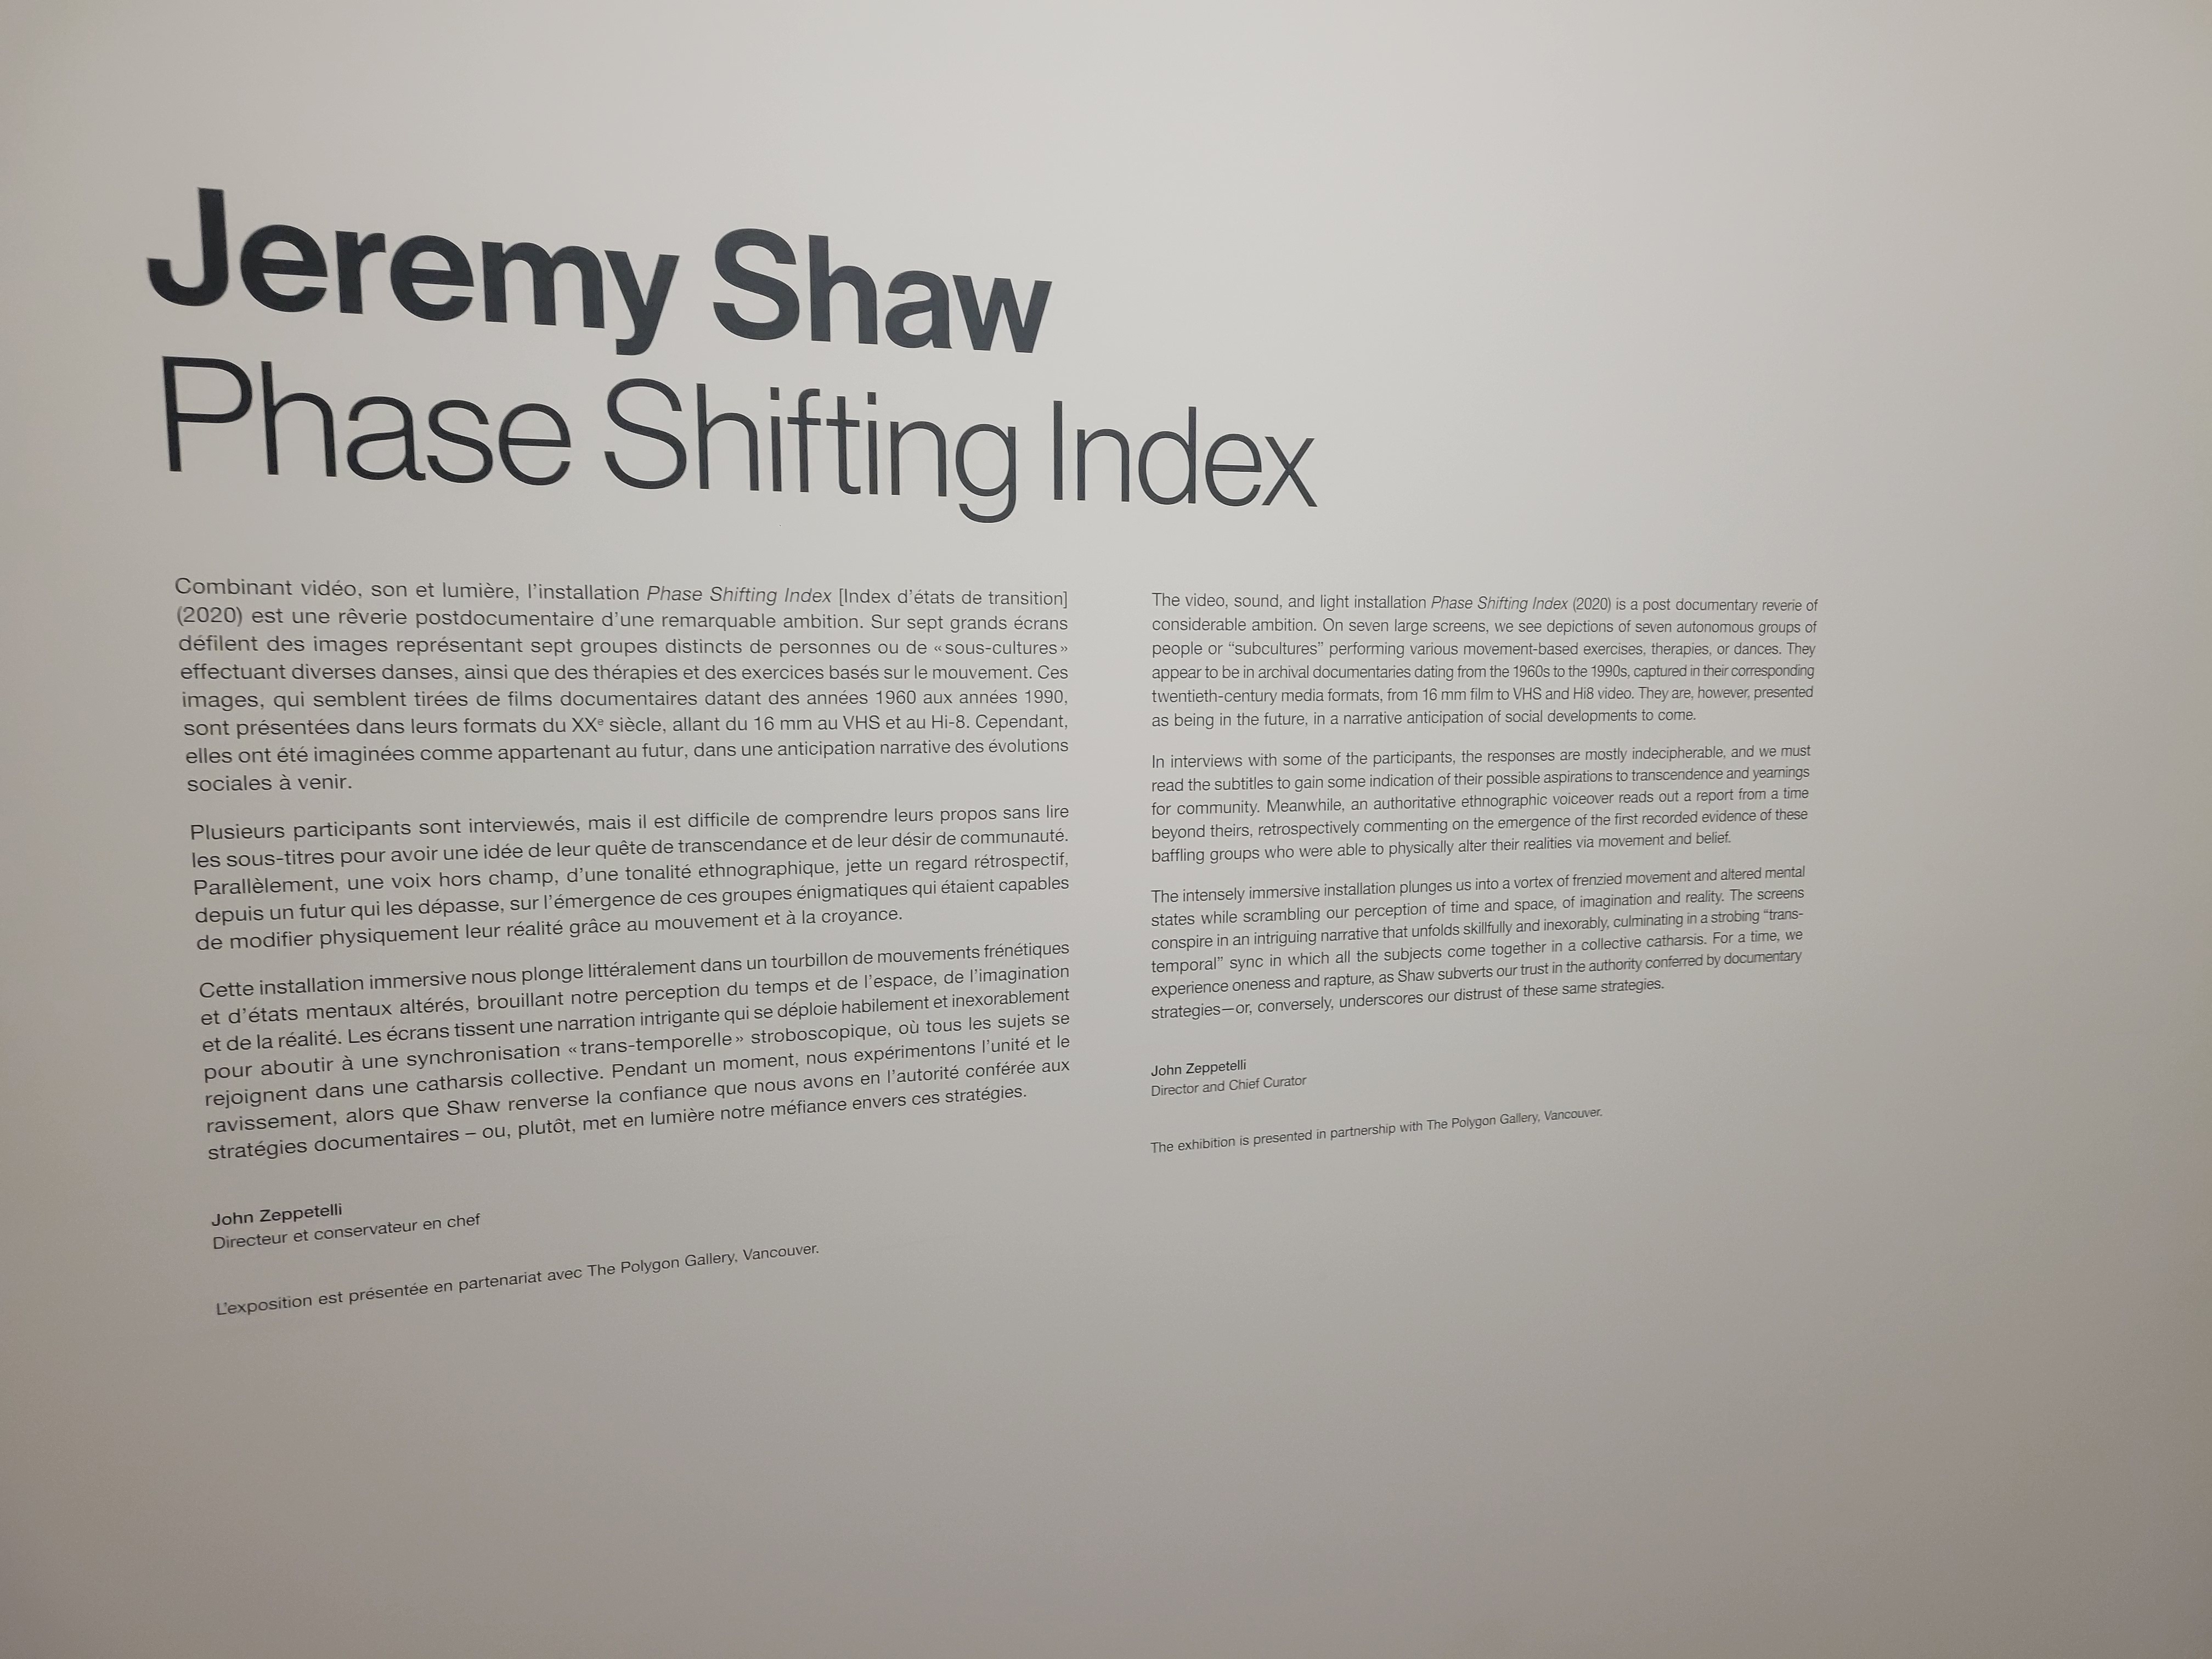 Jeremy Shaw
Phase Shifting Index
Combinant vidéo, son et lumière, l'installation Phase Shifting Index [Index d'états de transition]
(2020) est une rêverie postdocumentaire d'une remarquable ambition. Sur sept grands écrans
défilent des images représentant sept groupes distincts de personnes ou de « sous-cultures »
effectuant diverses danses, ainsi que des thérapies et des exercices basés sur le mouvement. Ces
images, qui semblent tirées de films documentaires datant des années 1960 aux années 1990,
sont présentées dans leurs formats du XXᵉ siècle, allant du 16 mm au VHS et au Hi-8. Cependant,
elles ont été imaginées comme appartenant au futur, dans une anticipation narrative des évolutions
sociales à venir.
Plusieurs participants sont interviewés, mais il est difficile de comprendre leurs propos sans lire
les sous-titres pour avoir une idée de leur quête de transcendance et de leur désir de communauté.
Parallèlement, une voix hors champ, d'une tonalité ethnographique, jette un regard rétrospectif,
depuis un futur qui les dépasse, sur l'émergence de ces groupes énigmatiques qui étaient capables
de modifier physiquement leur réalité grâce au mouvement et à la croyance.
Cette installation immersive nous plonge littéralement dans un tourbillon de mouvements frénétiques
et d'états mentaux altérés, brouillant notre perception du temps et de l'espace, de l'imagination
et de la réalité. Les écrans tissent une narration intrigante qui se déploie habilement et inexorablement
pour aboutir à une synchronisation « trans-temporelle » stroboscopique, où tous les sujets se
rejoignent dans une catharsis collective. Pendant un moment, nous expérimentons l'unité et le
ravissement, alors que Shaw renverse la confiance que nous avons en l'autorité conférée aux
stratégies documentaires – ou, plutôt, met en lumière notre méfiance envers ces stratégies.
John Zeppetelli
Directeur et conservateur en chef
L'exposition est présentée en partenariat avec The Polygon Gallery, Vancouver.
The video, sound, and light installation Phase Shifting Index (2020) is a post documentary reverie of
considerable ambition. On seven large screens, we see depictions of seven autonomous groups of
people or “subcultures” performing various movement-based exercises, therapies, or dances. They
appear to be in archival documentaries dating from the 1960s to the 1990s, captured in their corresponding
twentieth-century media formats, from 16 mm film to VHS and Hi8 video. They are, however, presented
as being in the future, in a narrative anticipation of social developments to come.
In interviews with some of the participants, the responses are mostly indecipherable, and we must
read the subtitles to gain some indication of their possible aspirations to transcendence and yearnings
for community. Meanwhile, an authoritative ethnographic voiceover reads out a report from a time
beyond theirs, retrospectively commenting on the emergence of the first recorded evidence of these
baffling groups who were able to physically alter their realities via movement and belief.
The intensely immersive installation plunges us into a vortex of frenzied movement and altered mental
states while scrambling our perception of time and space, of imagination and reality. The screens
conspire in an intriguing narrative that unfolds skillfully and inexorably, culminating in a strobing “trans-
temporal” sync in which all the subjects come together in a collective catharsis. For a time, we
experience oneness and rapture, as Shaw subverts our trust in the authority conferred by documentary
strategies—or, conversely, underscores our distrust of these same strategies.
John Zeppetelli
Director and Chief Curator
The exhibition is presented in partnership with The Polygon Gallery, Vancouver.